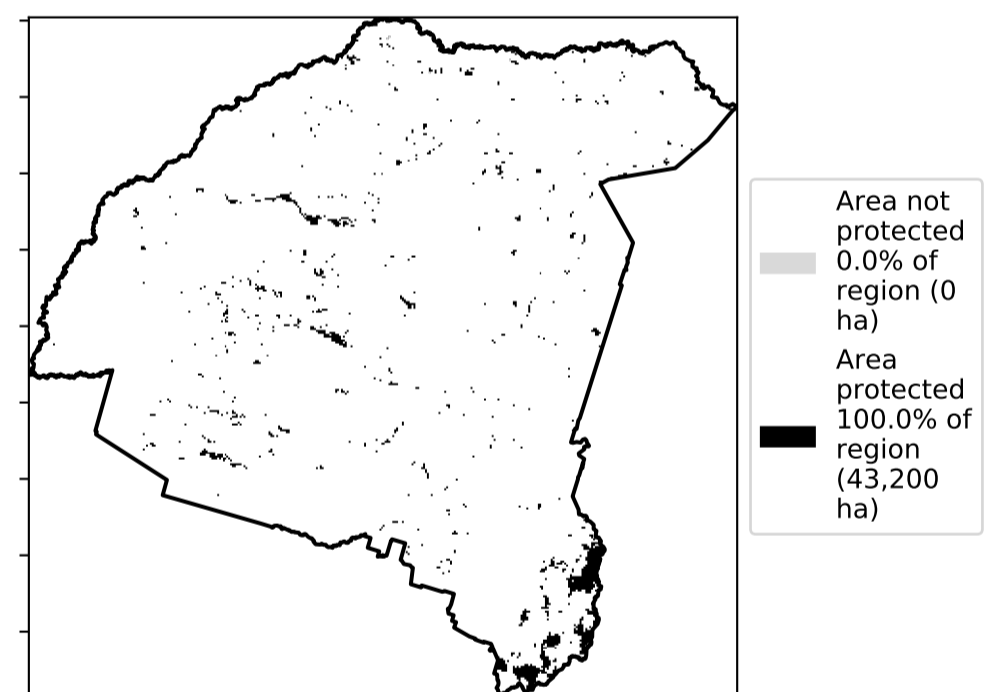 Area not
protected
0.0% of
region (0
ha)
Area
protected
100.0% of
region
(43,200
ha)